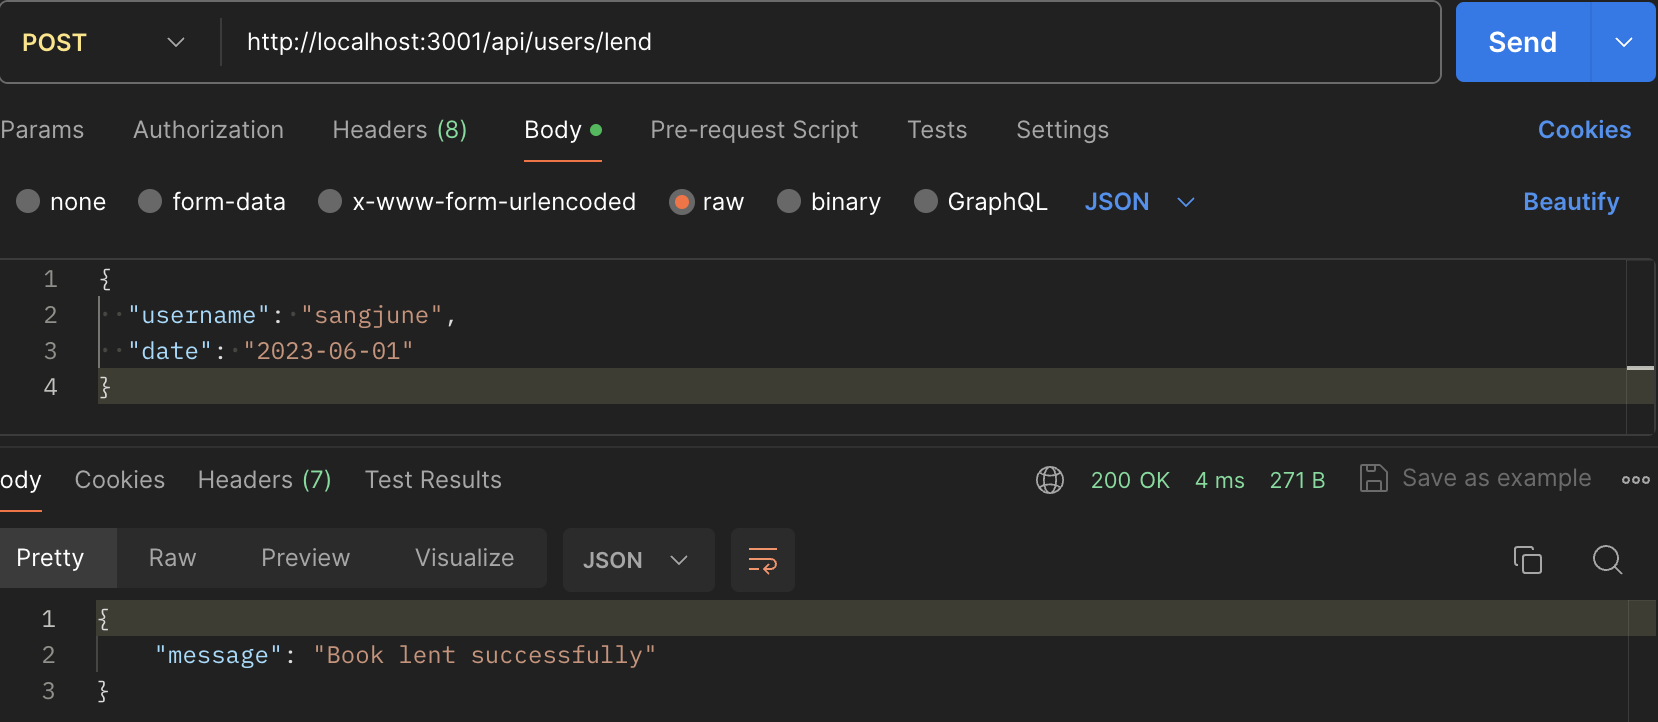 POST http://localhost:3001/api/users/lend Send
Params Authorization Headers (8) Body Pre-request Script Tests Settings Cookies
none form-data x-www-form-urlencoded raw binary GraphQL JSON Beautify
1 {
2 "username": "sangjune",
3 "date": "2023-06-01"
4 }
ody Cookies Headers (7) Test Results 200 OK 4 ms 271 B Save as example
Pretty Raw Preview Visualize JSON
1 {
2 "message": "Book lent successfully"
3 }